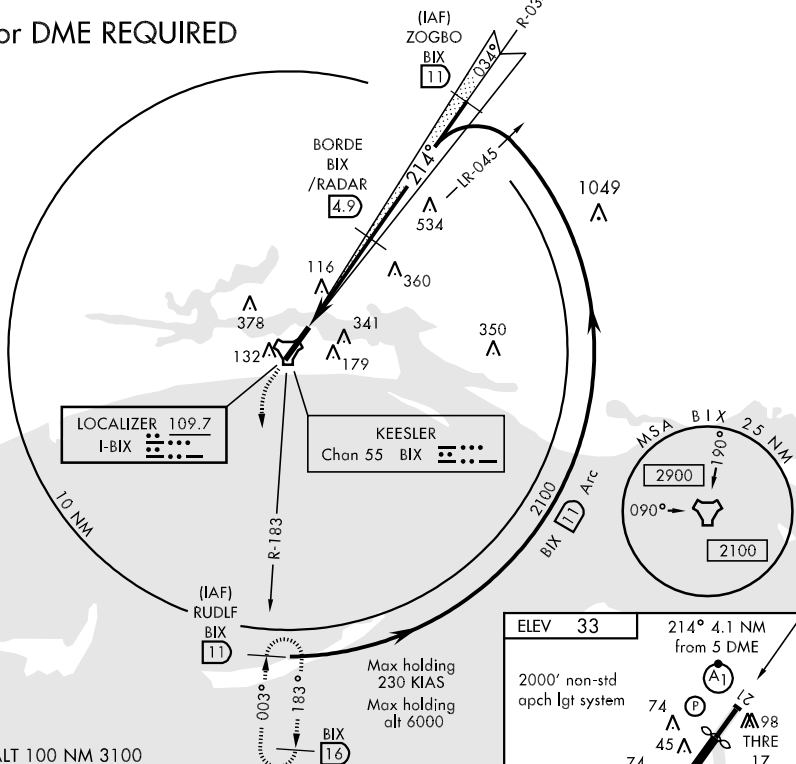 or DME REQUIRED
(IAF)
ZOGBO
BIX
11
034°
BORDE
BIX
/RADAR
4.9
214°
LR-045
1049
534
116
360
378
341
350
132
179
LOCALIZER 109.7
I-BIX
KEESLER
Chan 55 BIX
MSA BIX 25 NM
190°
2900
090°
2100
10 NM
R-183
2100
BIX 11 Arc
(IAF)
RUDLF
BIX
11
003°
183°
Max holding
230 KIAS
Max holding
alt 6000
BIX
16
ALT 100 NM 3100
ELEV 33
214° 4.1 NM
from 5 DME
2000' non-std
apch lgt system
A1
P
21
74
98
45
THRE
17
74